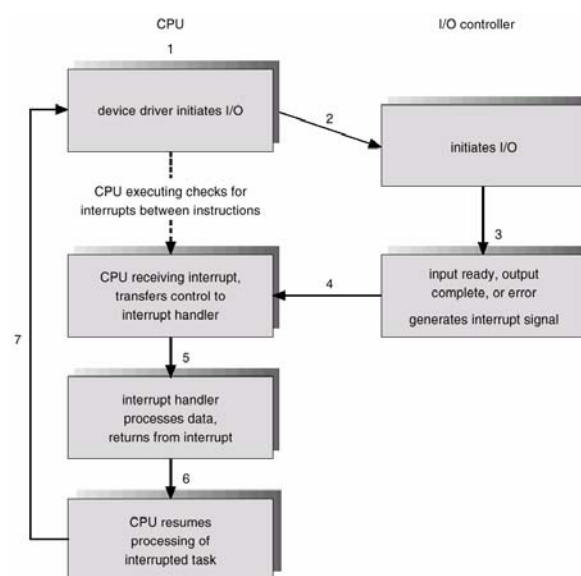 CPU
I/O controller
1
device driver initiates I/O
2
initiates I/O
CPU executing checks for
interrupts between instructions
3
CPU receiving interrupt,
transfers control to
interrupt handler
4
input ready, output
complete, or error
generates interrupt signal
7
5
interrupt handler
processes data,
returns from interrupt
6
CPU resumes
processing of
interrupted task